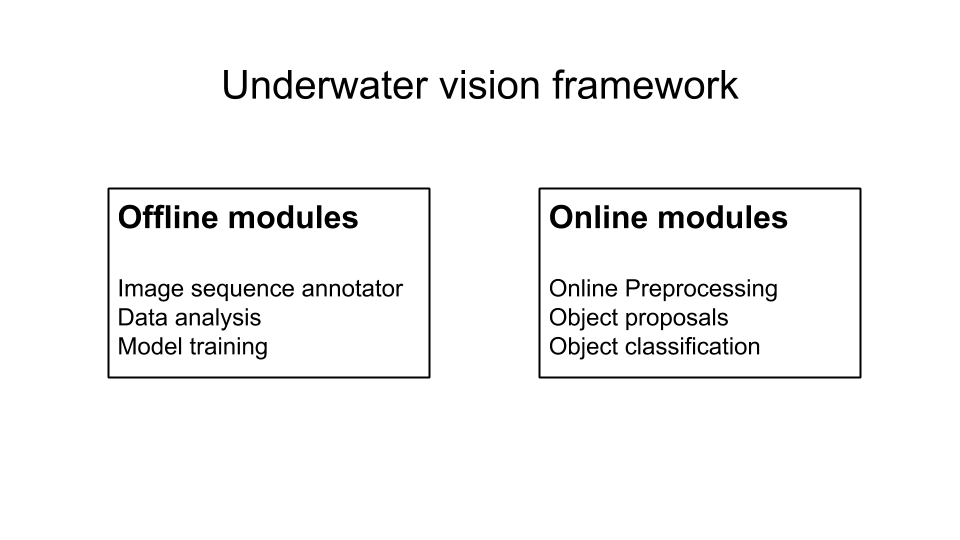 Underwater vision framework
Offline modules
Image sequence annotator
Data analysis
Model training
Online modules
Online Preprocessing
Object proposals
Object classification